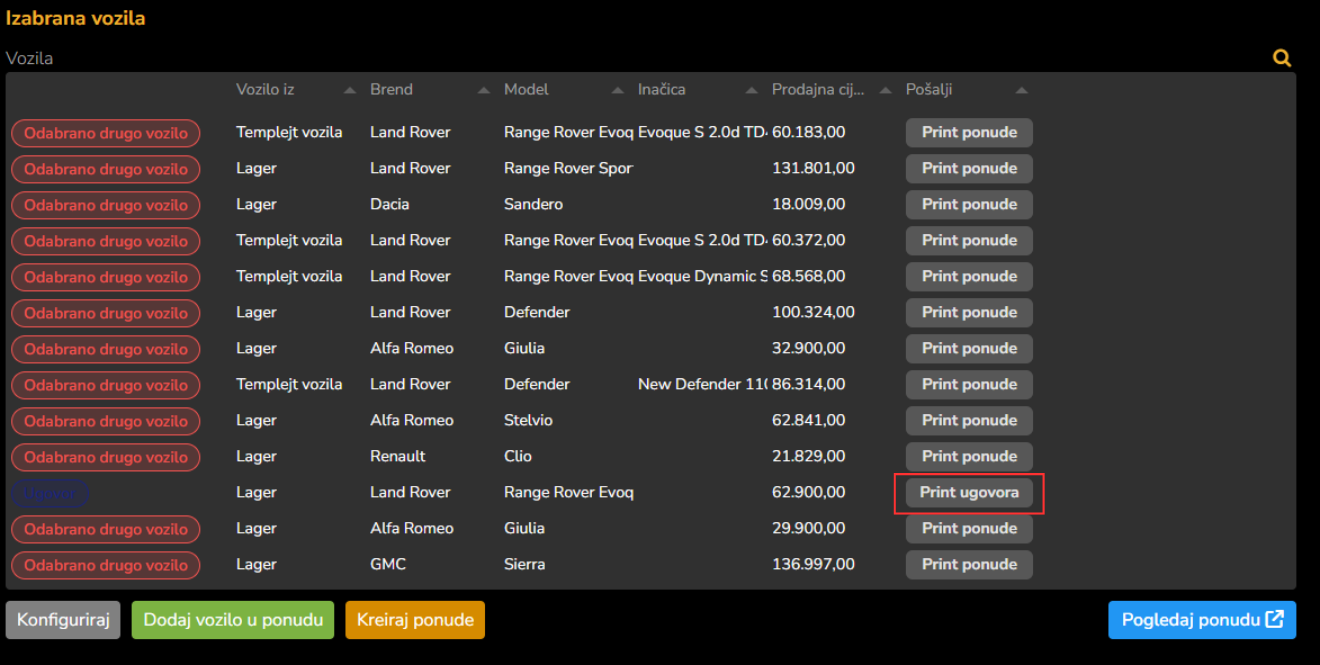 Izabrana vozila
Vozila
Vozilo iz Brend Model Inačica Prodajna cij... Pošalji
Odabrano drugo vozilo Templejt vozila Land Rover Range Rover Evoq Evoque S 2.0d TD4 60.183,00 Print ponude
Odabrano drugo vozilo Lager Land Rover Range Rover Spor 131.801,00 Print ponude
Odabrano drugo vozilo Lager Dacia Sandero 18.009,00 Print ponude
Odabrano drugo vozilo Templejt vozila Land Rover Range Rover Evoq Evoque S 2.0d TD4 60.372,00 Print ponude
Odabrano drugo vozilo Templejt vozila Land Rover Range Rover Evoq Evoque Dynamic S 68.568,00 Print ponude
Odabrano drugo vozilo Lager Land Rover Defender 100.324,00 Print ponude
Odabrano drugo vozilo Lager Alfa Romeo Giulia 32.900,00 Print ponude
Odabrano drugo vozilo Templejt vozila Land Rover Defender New Defender 110 86.314,00 Print ponude
Odabrano drugo vozilo Lager Alfa Romeo Stelvio 62.841,00 Print ponude
Odabrano drugo vozilo Lager Renault Clio 21.829,00 Print ponude
Ugovor Lager Land Rover Range Rover Evoq 62.900,00 Print ugovora
Odabrano drugo vozilo Lager Alfa Romeo Giulia 29.900,00 Print ponude
Odabrano drugo vozilo Lager GMC Sierra 136.997,00 Print ponude
Konfiguriraj Dodaj vozilo u ponudu Kreiraj ponude Pogledaj ponudu